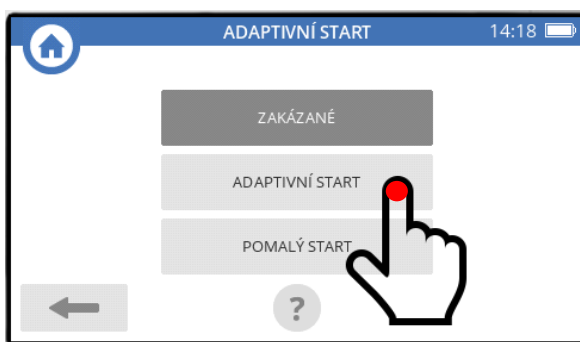 ADAPTIVNÍ START 14:18
ZAKÁZANÉ
ADAPTIVNÍ START
POMALÝ START
?